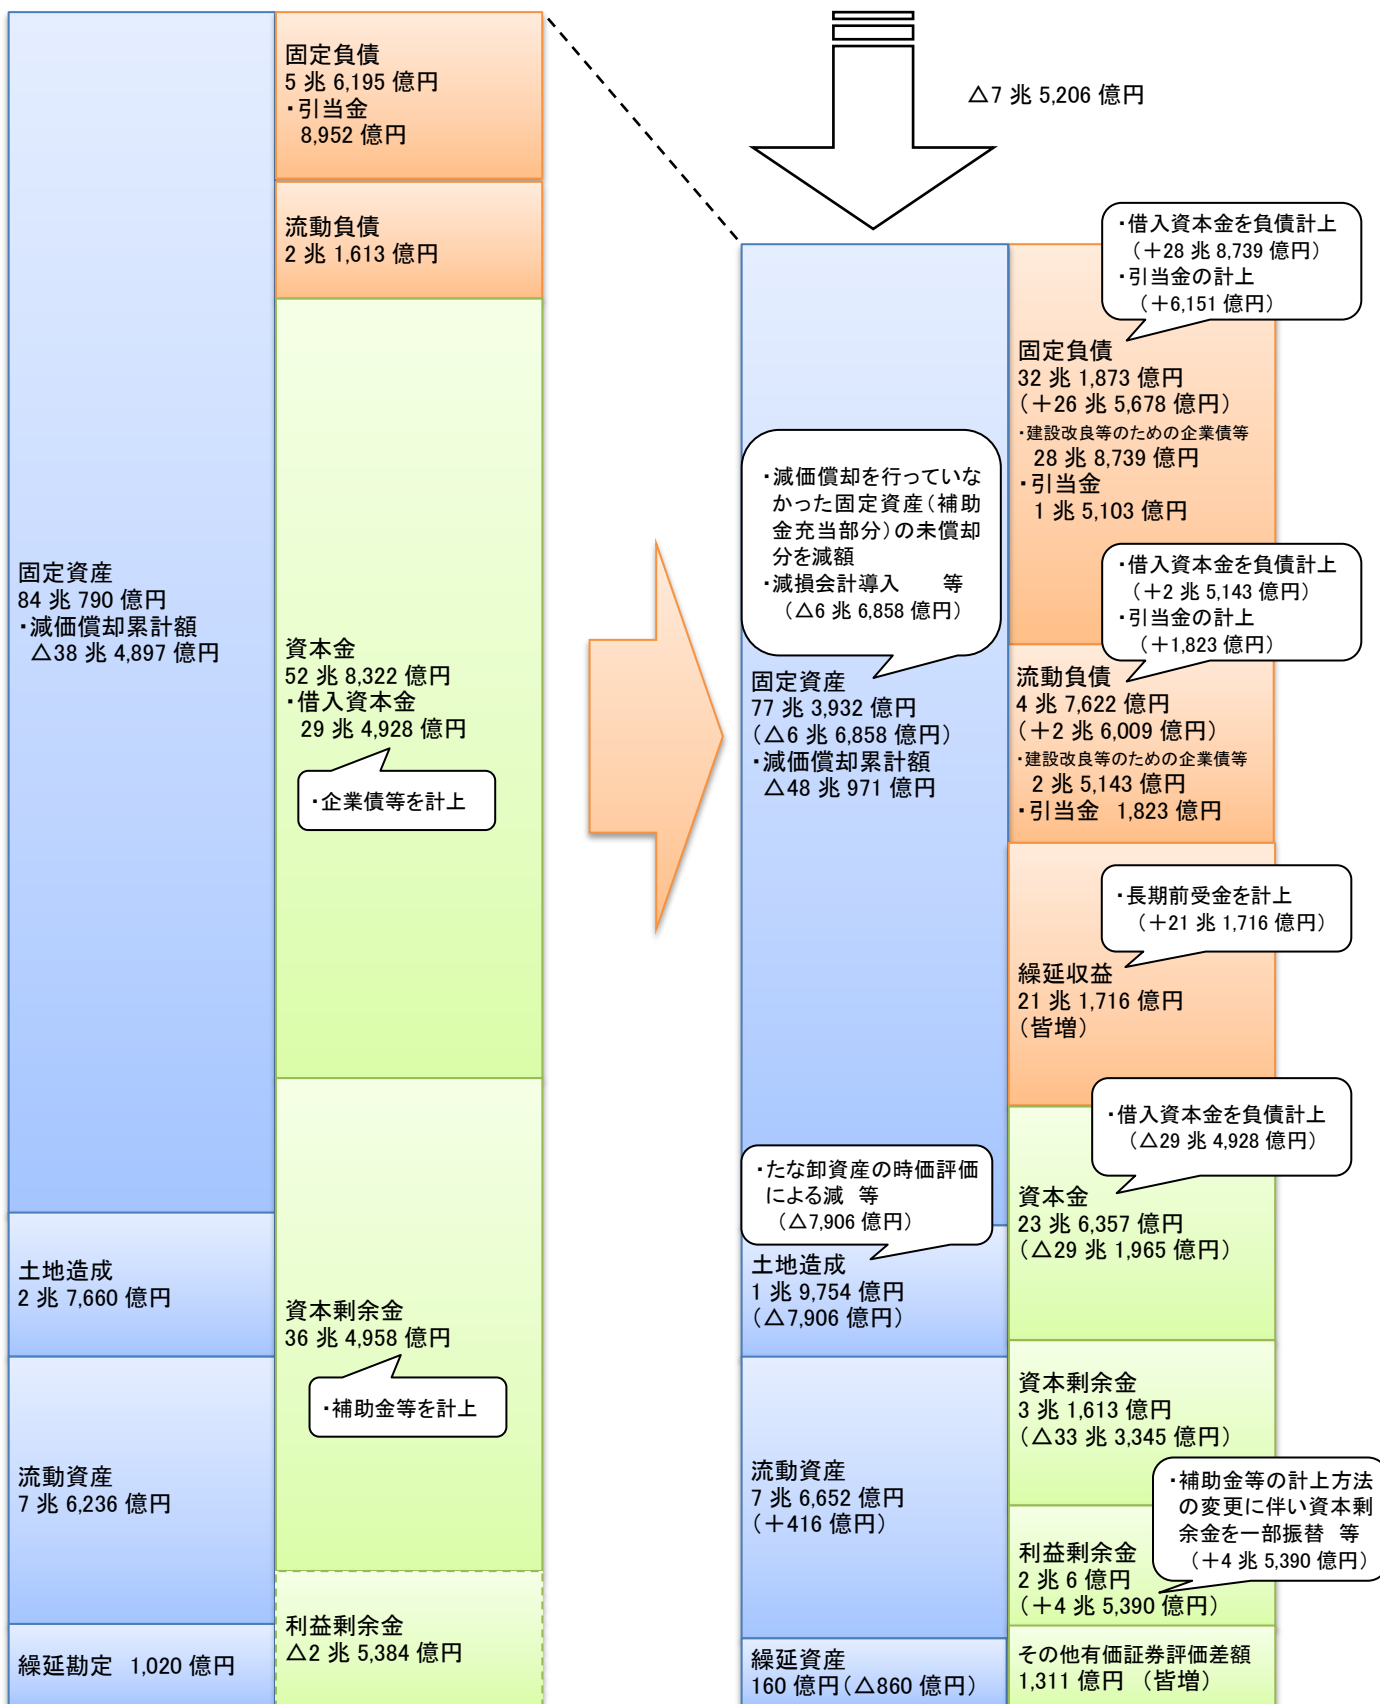 固定資産
84 兆 790 億円
・減価償却累計額
△38 兆 4,897 億円
土地造成
2 兆 7,660 億円
流動資産
7 兆 6,236 億円
繰延勘定 1,020 億円
固定負債
5 兆 6,195 億円
・引当金
8,952 億円
流動負債
2 兆 1,613 億円
資本金
52 兆 8,322 億円
・借入資本金
29 兆 4,928 億円
・企業債等を計上
資本剰余金
36 兆 4,958 億円
・補助金等を計上
利益剰余金
△2 兆 5,384 億円
△7 兆 5,206 億円
・減価償却を行っていな
かった固定資産（補助
金充当部分）の未償却
分を減額
・減損会計導入 等
（△6 兆 6,858 億円）
固定資産
77 兆 3,932 億円
（△6 兆 6,858 億円）
・減価償却累計額
△48 兆 971 億円
・たな卸資産の時価評価
による減 等
（△7,906 億円）
土地造成
1 兆 9,754 億円
（△7,906 億円）
流動資産
7 兆 6,652 億円
（＋416 億円）
繰延資産
160 億円（△860 億円）
・借入資本金を負債計上
（＋28 兆 8,739 億円）
・引当金の計上
（＋6,151 億円）
固定負債
32 兆 1,873 億円
（＋26 兆 5,678 億円）
・建設改良等のための企業債等
28 兆 8,739 億円
・引当金
1 兆 5,103 億円
・借入資本金を負債計上
（＋2 兆 5,143 億円）
・引当金の計上
（＋1,823 億円）
流動負債
4 兆 7,622 億円
（＋2 兆 6,009 億円）
・建設改良等のための企業債等
2 兆 5,143 億円
・引当金 1,823 億円
・長期前受金を計上
（＋21 兆 1,716 億円）
繰延収益
21 兆 1,716 億円
（皆増）
・借入資本金を負債計上
（△29 兆 4,928 億円）
資本金
23 兆 6,357 億円
（△29 兆 1,965 億円）
資本剰余金
3 兆 1,613 億円
（△33 兆 3,345 億円）
・補助金等の計上方法
の変更に伴い資本剰
余金を一部振替 等
（＋4 兆 5,390 億円）
利益剰余金
2 兆 6 億円
（＋4 兆 5,390 億円）
その他有価証券評価差額
1,311 億円 （皆増）